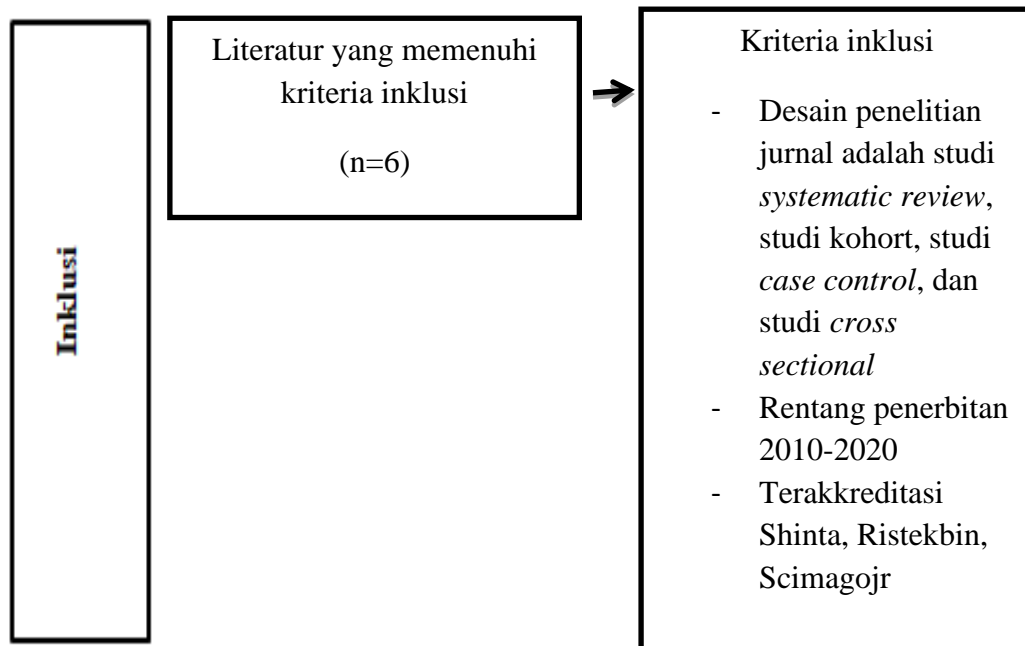 Inklusi
Literatur yang memenuhi
kriteria inklusi
(n=6)
Kriteria inklusi
- Desain penelitian
jurnal adalah studi
systematic review,
studi kohort, studi
case control, dan
studi cross
sectional
- Rentang penerbitan
2010-2020
- Terakkreditasi
Shinta, Ristekbin,
Scimagojr